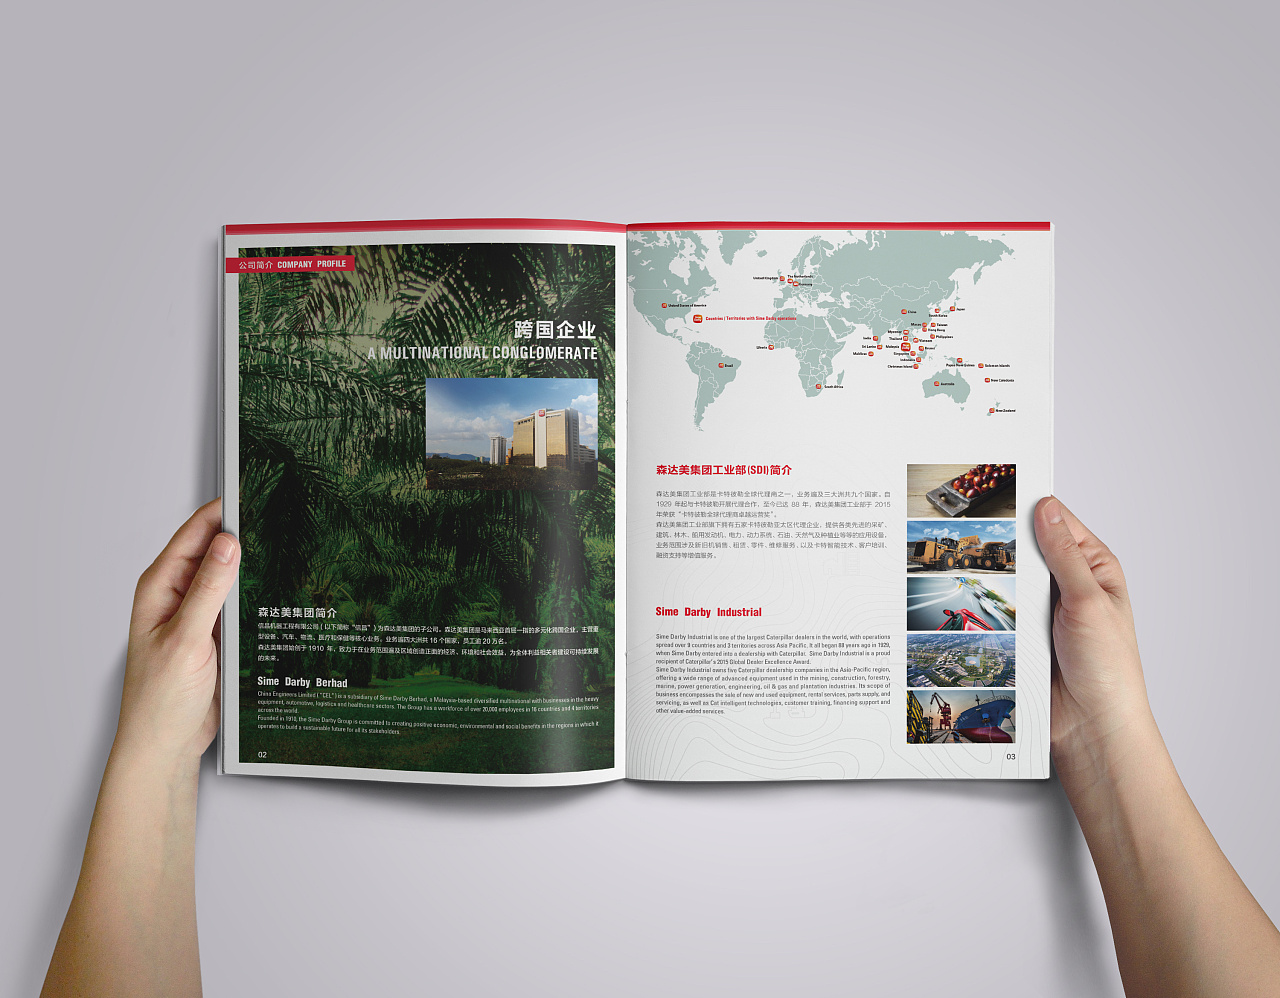 公司简介 COMPANY PROFILE
跨国企业
A MULTINATIONAL CONGLOMERATE
森达美集团简介
信昌机器工程有限公司(以下简称“信昌”)为森达美集团的子公司。森达美集团是马来西亚首屈一指的多元化跨国企业，主营重
型设备、汽车、物流、医疗和保健等核心业务，业务遍四大洲共 16 个国家，员工逾 20 万名。
森达美集团始创于 1910 年，致力于在业务范围遍及区域创造正面的经济、环境和社会效益，为全体利益相关者建设可持续发展
的未来。
Sime Darby Berhad
China Engineers Limited ( "CEL" ) is a subsidiary of Sime Darby Berhad, a Malaysia-based diversified multinational with businesses in the heavy
equipment, automotive, logistics and healthcare sectors. The Group has a workforce of over 20,000 employees in 16 countries and 4 territories
across the world.
Founded in 1910, the Sime Darby Group is committed to creating positive economic, environmental and social benefits in the regions in which it
operates to build a sustainable future for all its stakeholders.
02
United Kingdom
The Netherlands
Germany
United States of America
Countries / Territories with Sime Darby operations
China
Japan
South Korea
Macau
Taiwan
Hong Kong
Myanmar
India
Thailand
Vietnam
Philippines
Liberia
Sri Lanka
Malaysia
Brunei
Maldives
Singapore
Indonesia
Christmas Island
Papua New Guinea
Solomon Islands
Brazil
South Africa
Australia
New Caledonia
New Zealand
森达美集团工业部(SDI)简介
森达美集团工业部是卡特彼勒全球代理商之一，业务遍及三大洲共九个国家。自
1929 年起与卡特彼勒开展代理合作，至今已达 88 年，森达美集团工业部于 2015
年荣获“卡特彼勒全球代理商卓越运营奖”。
森达美集团工业部旗下拥有五家卡特彼勒亚太区代理企业，提供各类先进的采矿、
建筑、林木、船用发动机、电力、动力系统、石油、天然气及种植业等等的应用设备。
业务范围涉及新旧机销售、租赁、零件、维修服务，以及卡特智能技术、客户培训、
融资支持等增值服务。
Sime Darby Industrial
Sime Darby Industrial is one of the largest Caterpillar dealers in the world, with operations
spread over 9 countries and 3 territories across Asia Pacific. It all began 88 years ago in 1929,
when Sime Darby entered into a dealership with Caterpillar. Sime Darby Industrial is a proud
recipient of Caterpillar's 2015 Global Dealer Excellence Award.
Sime Darby Industrial owns five Caterpillar dealership companies in the Asia-Pacific region,
offering a wide range of advanced equipment used in the mining, construction, forestry,
marine, power generation, engineering, oil & gas and plantation industries. Its scope of
business encompasses the sale of new and used equipment, rental services, parts supply, and
servicing, as well as Cat intelligent technologies, customer training, financing support and
other value-added services.
03